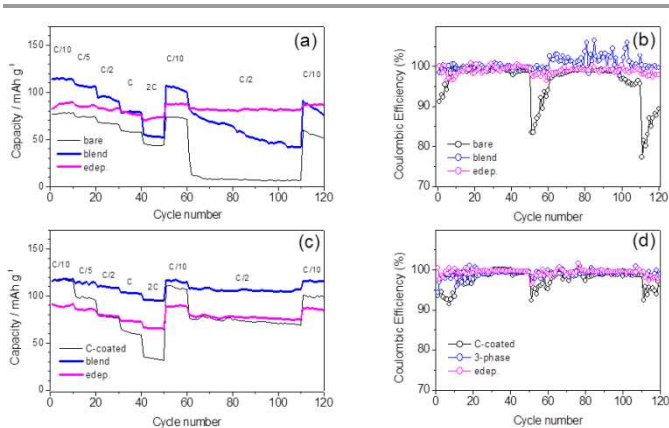 (a)
C/10 C/5 C/2 C 2C C/10 C/2 C/10
Capacity / mAh g⁻¹
150
100
50
0
bare
blend
edep.
0 20 40 60 80 100 120
Cycle number
(b)
Coulombic Efficiency (%)
110
100
90
80
70
bare
blend
edep.
0 20 40 60 80 100 120
Cycle number
(c)
C/10 C/5 C/2 C 2C C/10 C/2 C/10
Capacity / mAh g⁻¹
150
100
50
0
C-coated
blend
edep.
0 20 40 60 80 100 120
Cycle number
(d)
Coulombic Efficiency (%)
110
100
90
80
70
C-coated
3-phase
edep.
0 20 40 60 80 100 120
Cycle number